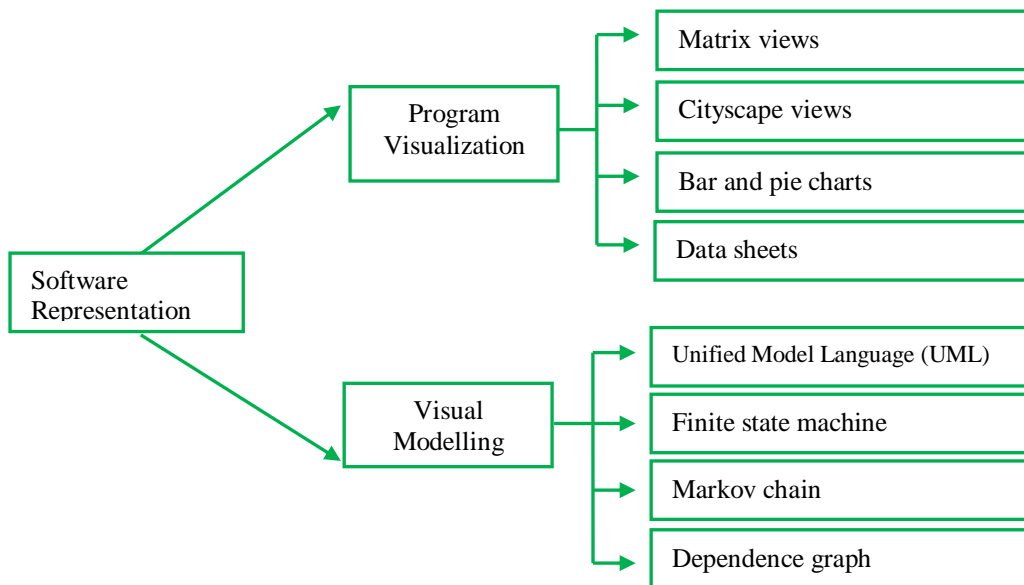 Matrix views
Program
Visualization
Cityscape views
Bar and pie charts
Data sheets
Software
Representation
Unified Model Language (UML)
Visual
Modelling
Finite state machine
Markov chain
Dependence graph